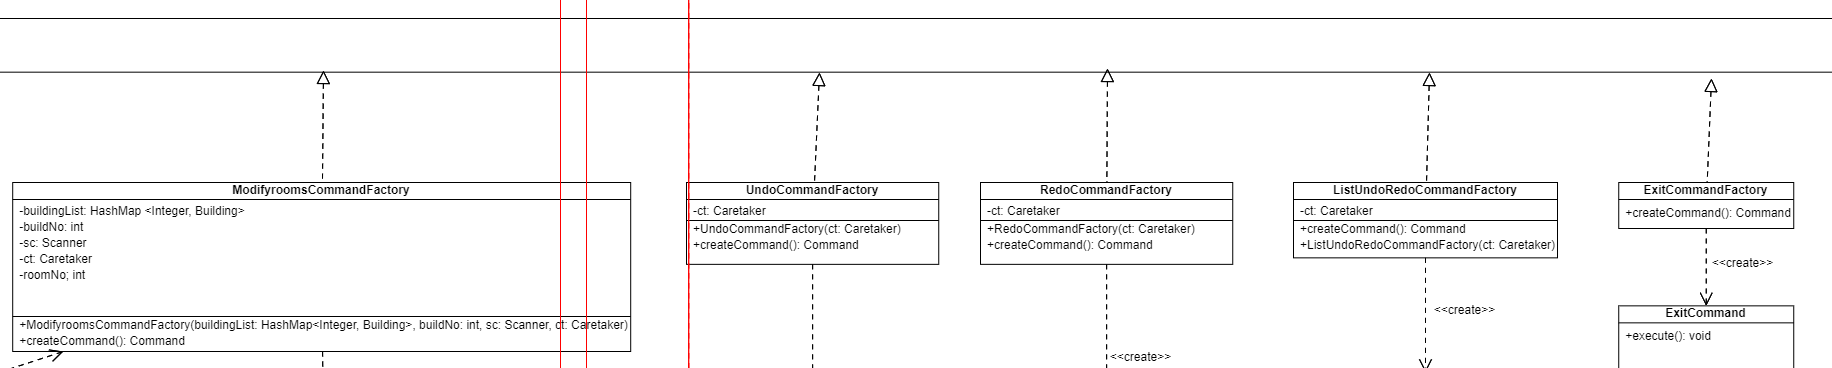 ModifyroomsCommandFactory
-buildingList: HashMap <Integer, Building>
-buildNo: int
-sc: Scanner
-ct: Caretaker
-roomNo; int
+ModifyroomsCommandFactory(buildingList: HashMap<Integer, Building>, buildNo: int, sc: Scanner, ct: Caretaker)
+createCommand(): Command
UndoCommandFactory
-ct: Caretaker
+UndoCommandFactory(ct: Caretaker)
+createCommand(): Command
RedoCommandFactory
-ct: Caretaker
+RedoCommandFactory(ct: Caretaker)
+createCommand(): Command
<<create>>
ListUndoRedoCommandFactory
-ct: Caretaker
+createCommand(): Command
+ListUndoRedoCommandFactory(ct: Caretaker)
<<create>>
ExitCommandFactory
+createCommand(): Command
<<create>>
ExitCommand
+execute(): void